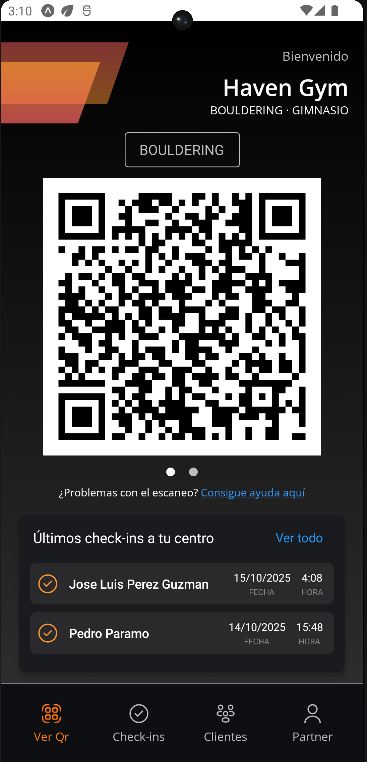 3:10
Bienvenido
Haven Gym
BOULDERING · GIMNASIO
BOULDERING
¿Problemas con el escaneo? Consigue ayuda aquí
Últimos check-ins a tu centro Ver todo
Jose Luis Perez Guzman 15/10/2025 4:08
FECHA HORA
Pedro Paramo 14/10/2025 15:48
FECHA HORA
Ver Qr Check-ins Clientes Partner